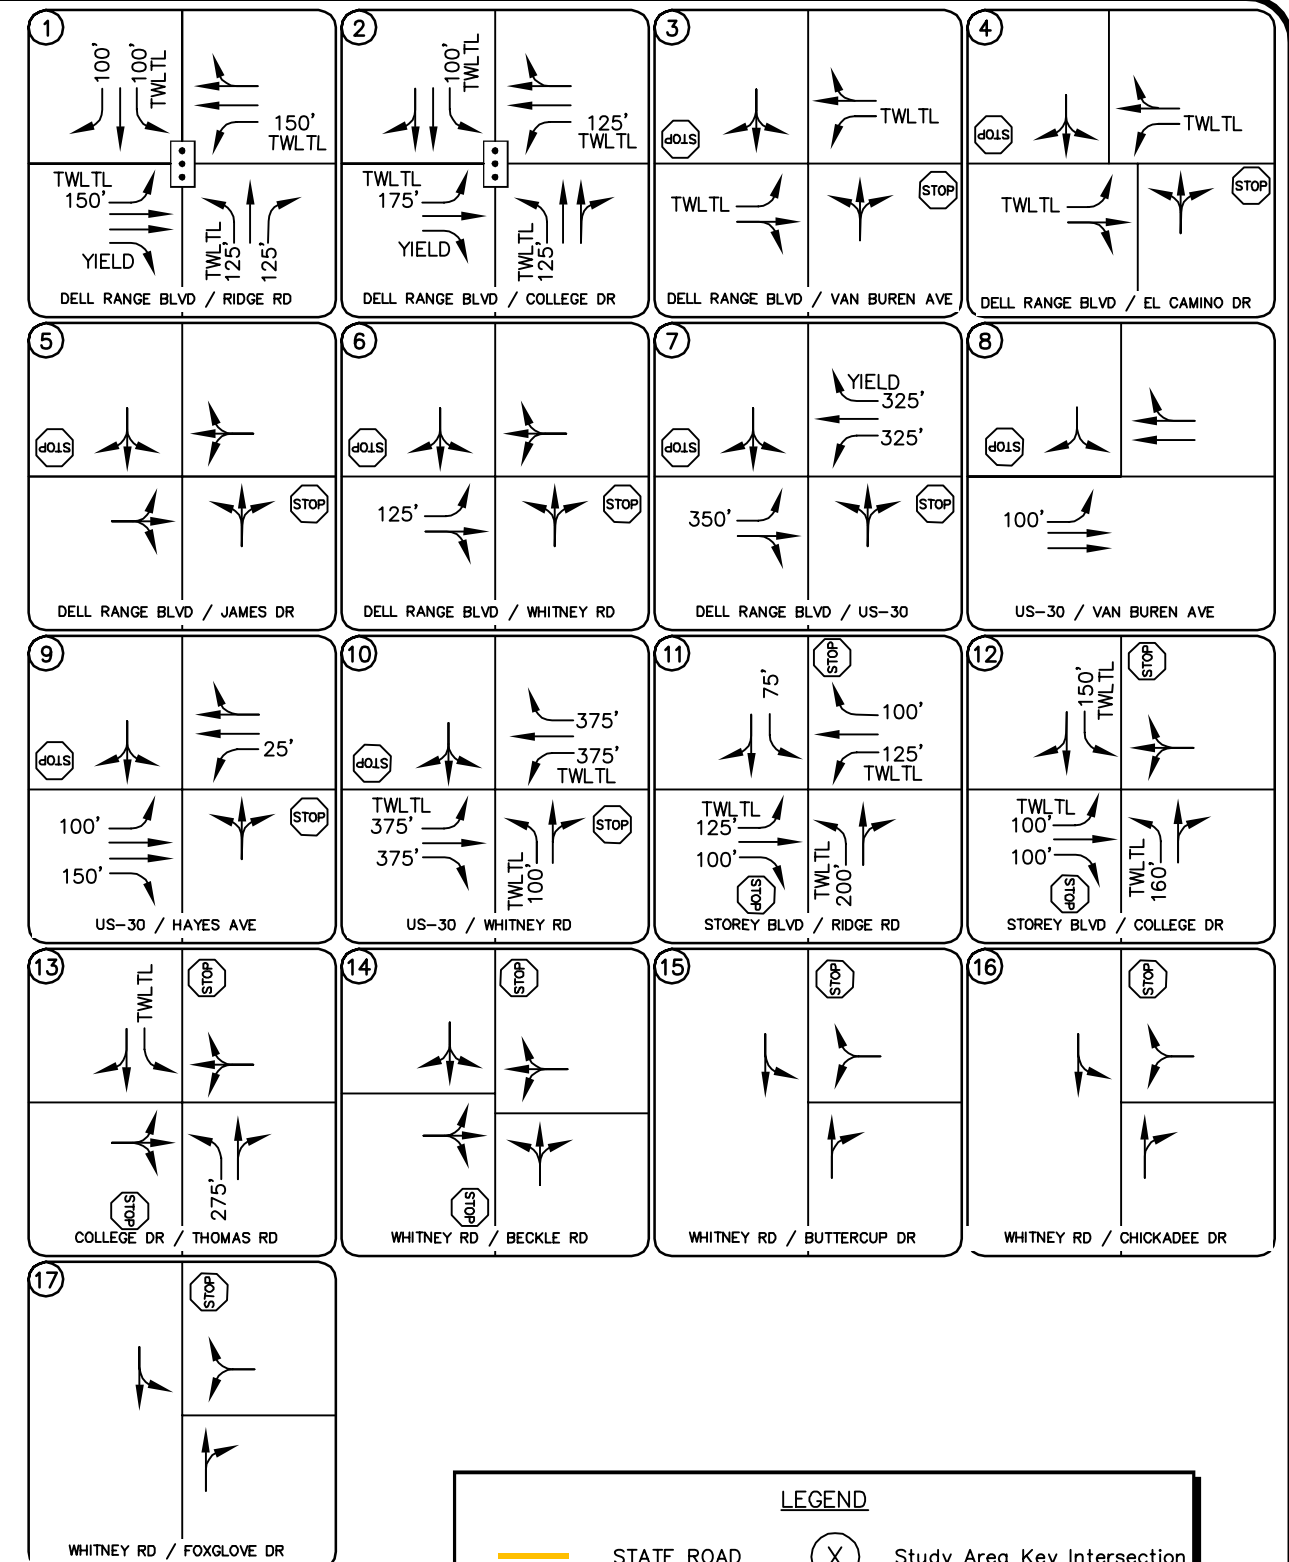 1
100'
100'
TWLTL
150'
TWLTL
TWLTL
150'
YIELD
TWLTL
125'
125'
DELL RANGE BLVD / RIDGE RD
2
100'
TWLTL
125'
TWLTL
TWLTL
175'
YIELD
TWLTL
125'
DELL RANGE BLVD / COLLEGE DR
3
STOP
TWLTL
TWLTL
STOP
DELL RANGE BLVD / VAN BUREN AVE
4
STOP
TWLTL
TWLTL
STOP
DELL RANGE BLVD / EL CAMINO DR
5
STOP
STOP
DELL RANGE BLVD / JAMES DR
6
STOP
125'
STOP
DELL RANGE BLVD / WHITNEY RD
7
YIELD
325'
325'
STOP
350'
STOP
DELL RANGE BLVD / US-30
8
STOP
100'
US-30 / VAN BUREN AVE
9
25'
STOP
100'
150'
STOP
US-30 / HAYES AVE
10
375'
375'
TWLTL
STOP
TWLTL
375'
375'
TWLTL
100'
STOP
US-30 / WHITNEY RD
11
75'
STOP
100'
125'
TWLTL
TWLTL
125'
100'
STOP
TWLTL
200'
STOREY BLVD / RIDGE RD
12
150'
TWLTL
STOP
TWLTL
100'
100'
STOP
TWLTL
160'
STOREY BLVD / COLLEGE DR
13
TWLTL
STOP
STOP
275'
COLLEGE DR / THOMAS RD
14
STOP
STOP
WHITNEY RD / BECKLE RD
15
STOP
WHITNEY RD / BUTTERCUP DR
16
STOP
WHITNEY RD / CHICKADEE DR
17
STOP
WHITNEY RD / FOXGLOVE DR
LEGEND
STATE ROAD
X
Study Area Key Intersection